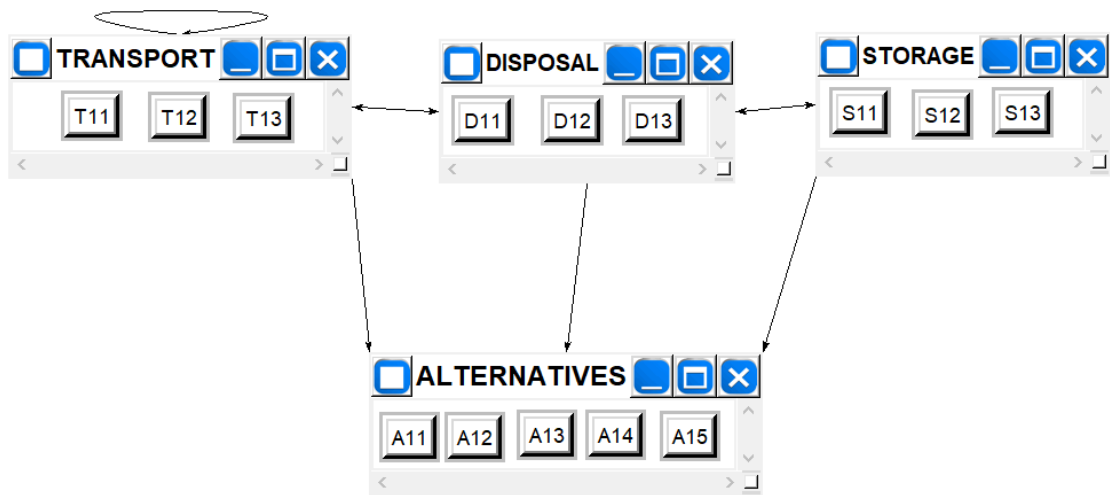 TRANSPORT
T11 T12 T13
DISPOSAL
D11 D12 D13
STORAGE
S11 S12 S13
ALTERNATIVES
A11 A12 A13 A14 A15